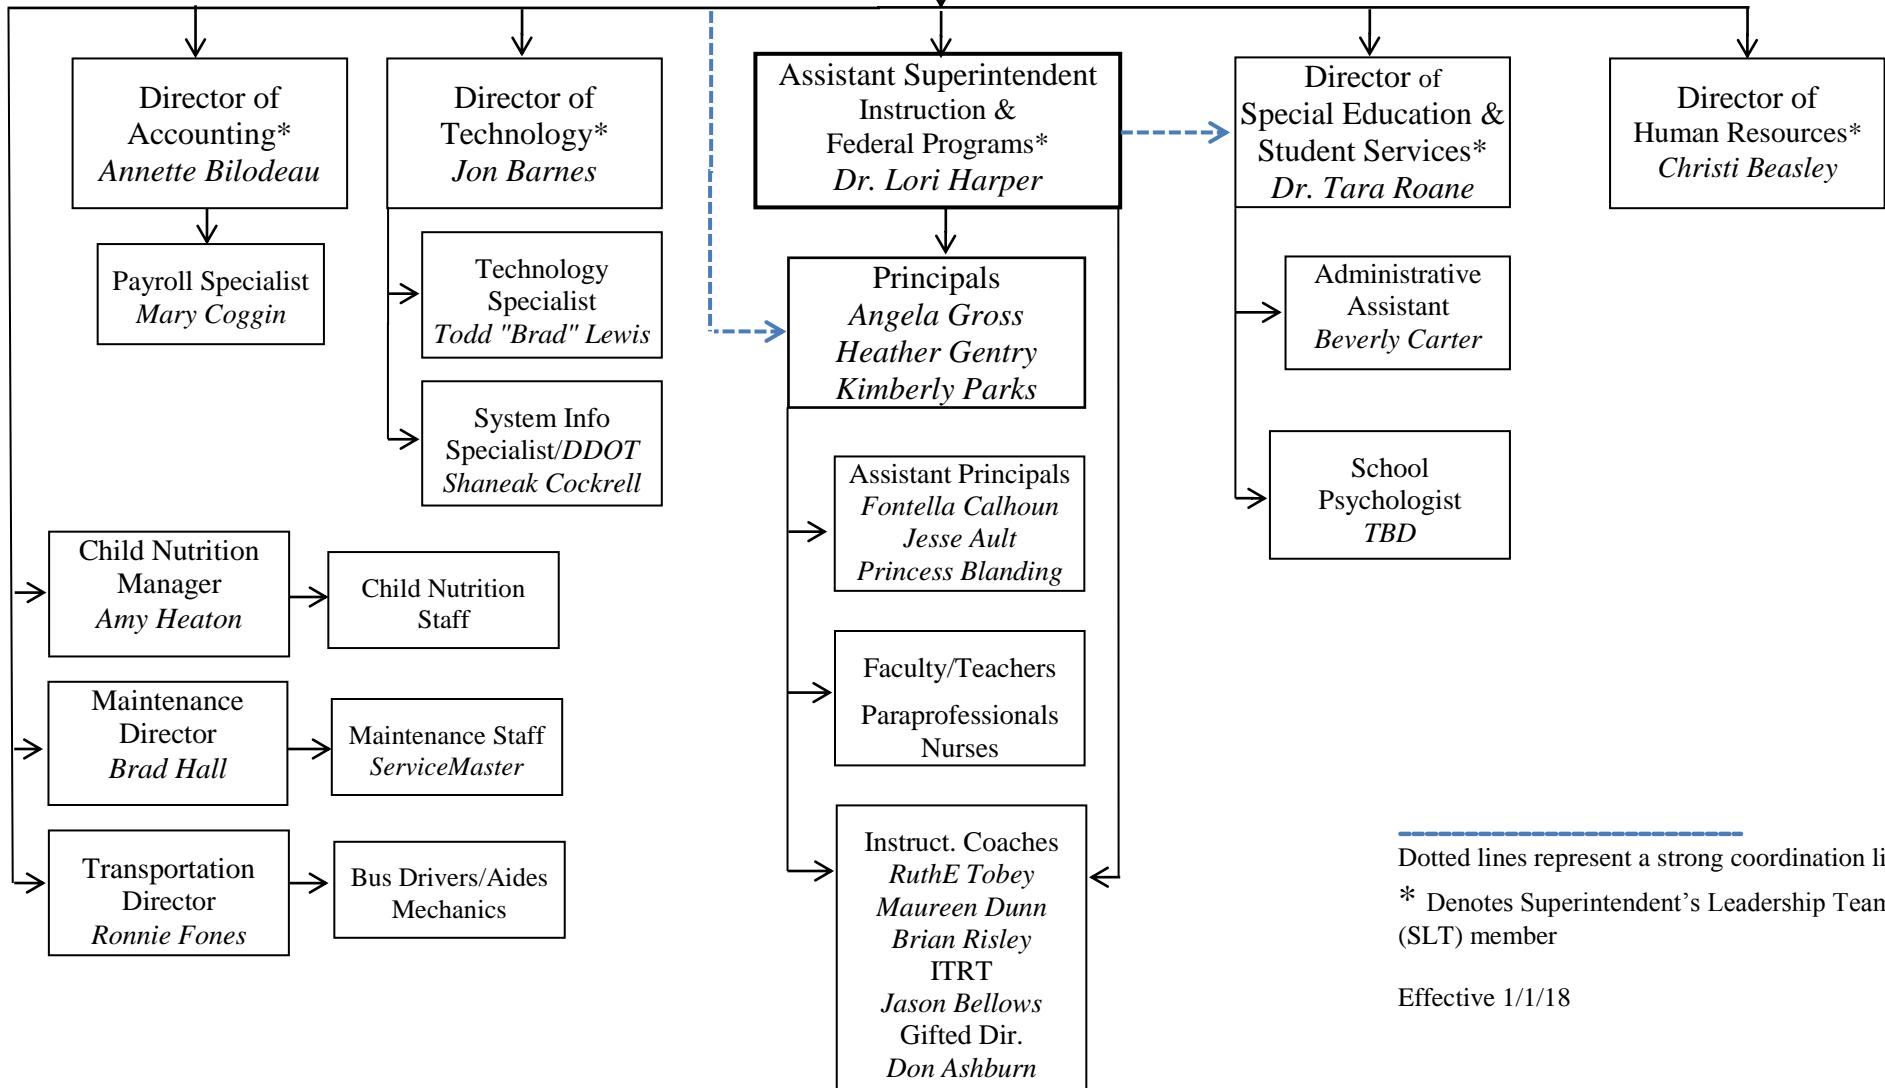 Director of
Accounting*
Annette Bilodeau
Director of
Technology*
Jon Barnes
Assistant Superintendent
Instruction &
Federal Programs*
Dr. Lori Harper
Director of
Special Education &
Student Services*
Dr. Tara Roane
Director of
Human Resources*
Christi Beasley
Payroll Specialist
Mary Coggin
Technology
Specialist
Todd "Brad" Lewis
System Info
Specialist/DDOT
Shaneak Cockrell
Principals
Angela Gross
Heather Gentry
Kimberly Parks
Administrative
Assistant
Beverly Carter
School
Psychologist
TBD
Assistant Principals
Fontella Calhoun
Jesse Ault
Princess Blanding
Child Nutrition
Manager
Amy Heaton
Child Nutrition
Staff
Faculty/Teachers
Paraprofessionals
Nurses
Maintenance
Director
Brad Hall
Maintenance Staff
ServiceMaster
Transportation
Director
Ronnie Fones
Bus Drivers/Aides
Mechanics
Instruct. Coaches
RuthE Tobey
Maureen Dunn
Brian Risley
ITRT
Jason Bellows
Gifted Dir.
Don Ashburn
Dotted lines represent a strong coordination li
* Denotes Superintendent’s Leadership Team
(SLT) member
Effective 1/1/18